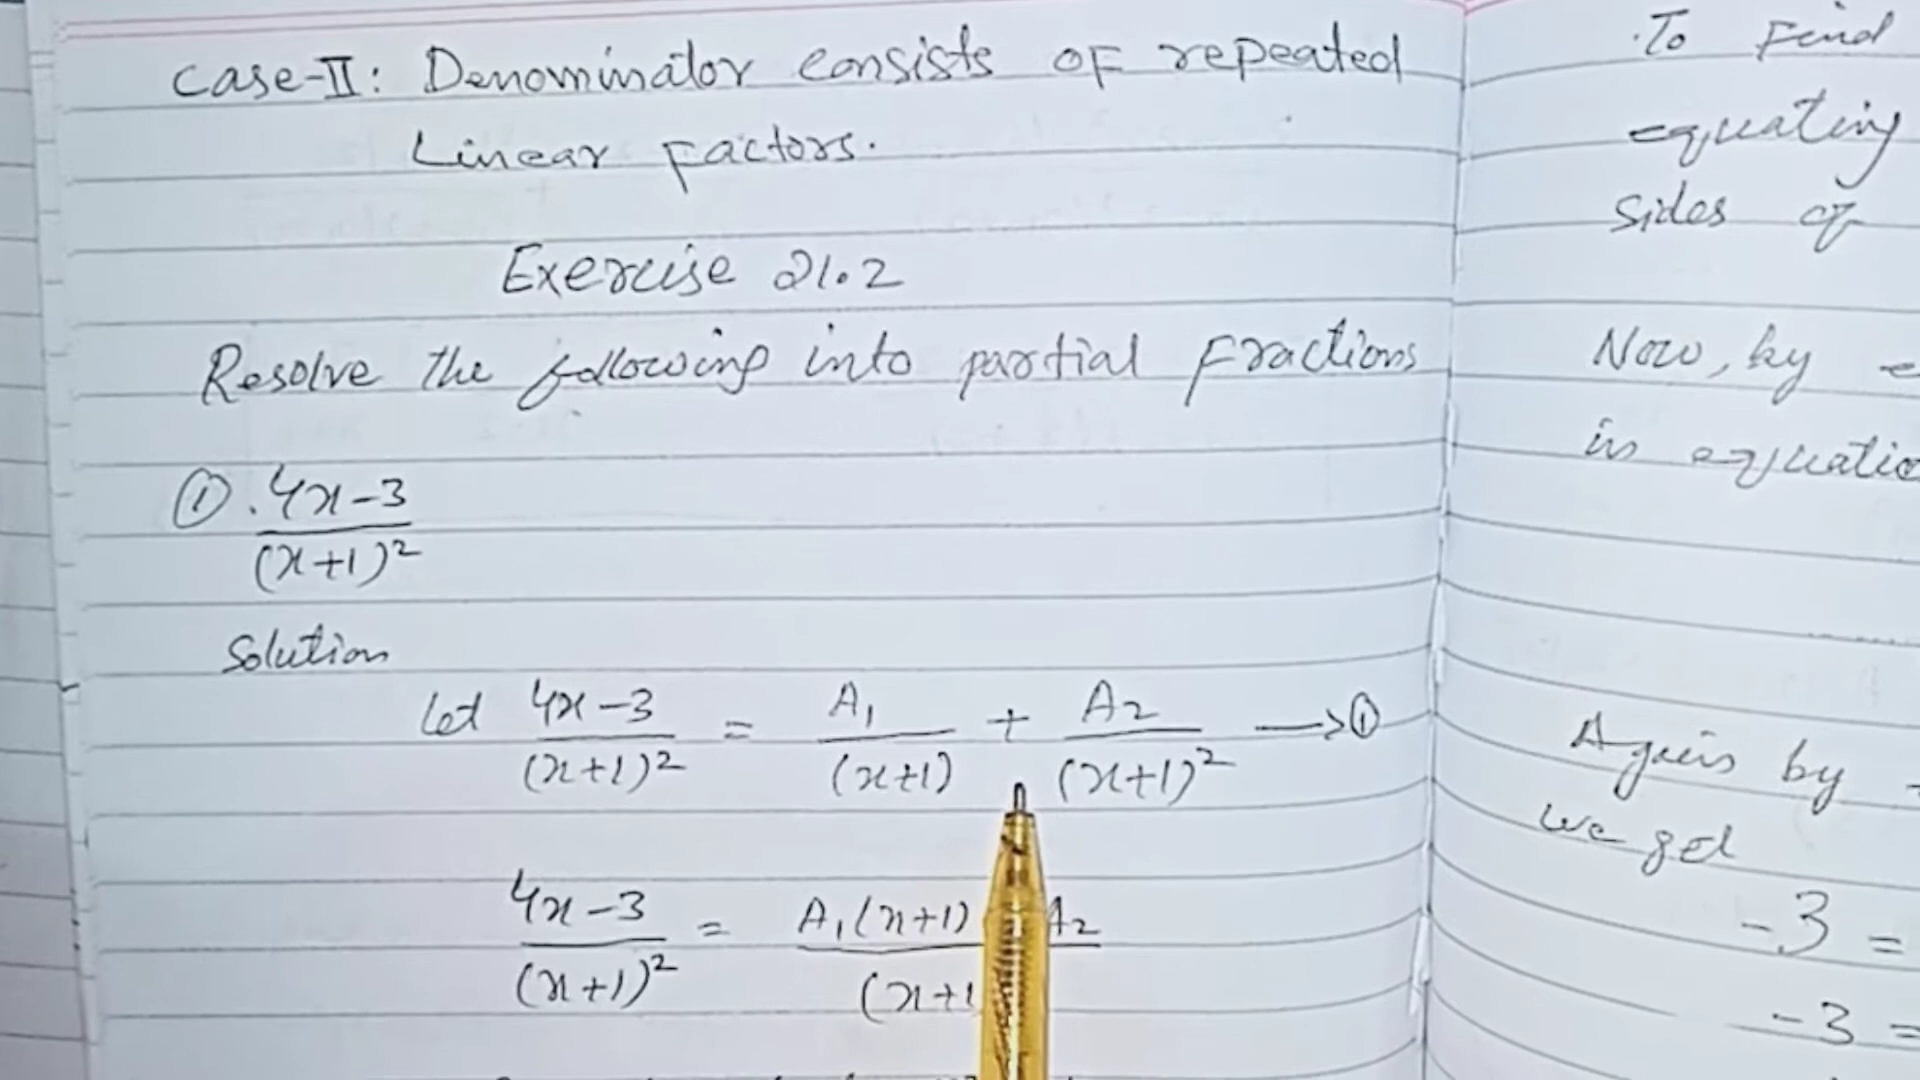 Case-II: Denominator consists of repeated
Linear Factors.
Exercise 21.2
Resolve the following into partial Fractions
① . 4x-3
(x+1)²
Solution
Let 4x-3 / (x+1)² = A₁ / (x+1) + A₂ / (x+1)² → ①
4x-3 / (x+1)² = A₁(x+1) A₂ / (x+1
To Find
equating
sides of
Now, by
in
Again by
we get
-3 =
-3 =